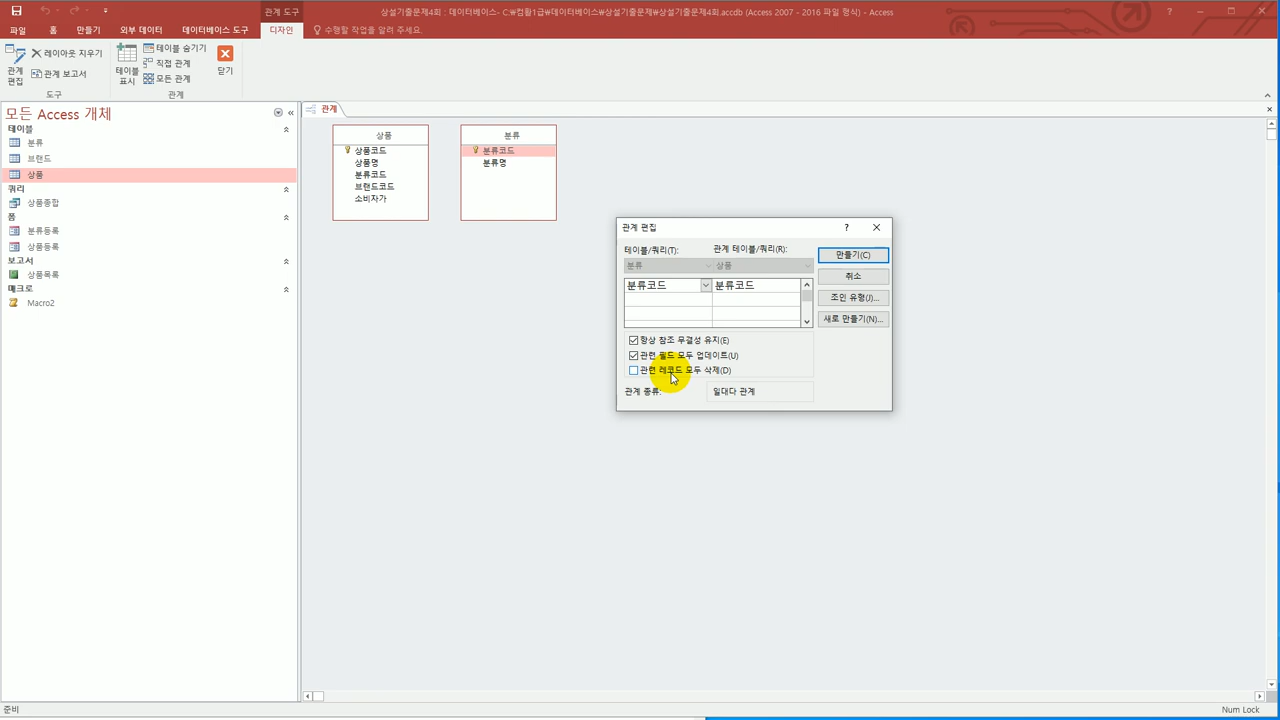 관계 도구
상설기출문제4회 : 데이터베이스- C:₩컴활1급₩데이터베이스₩상설기출문제₩상설기출문제4회.accdb (Access 2007 - 2016 파일 형식) - Access
파일 홈 만들기 외부 데이터 데이터베이스 도구 디자인 수행할 작업을 알려 주세요.
관계 편집
레이아웃 지우기
관계 보고서
도구
테이블 표시
테이블 숨기기
직접 관계
모든 관계
관계
닫기
모든 Access 개체
테이블
분류
브랜드
상품
쿼리
상품종합
폼
분류등록
상품등록
보고서
상품목록
매크로
Macro2
관계
상품
상품코드
상품명
분류코드
브랜드코드
소비자가
분류
분류코드
분류명
관계 편집 ?
테이블/쿼리(T): 관계 테이블/쿼리(R):
분류 상품
분류코드 분류코드
만들기(C)
취소
조인 유형(J)...
새로 만들기(N)...
항상 참조 무결성 유지(E)
관련 필드 모두 업데이트(U)
관련 레코드 모두 삭제(D)
관계 종류: 일대다 관계
준비 Num Lock